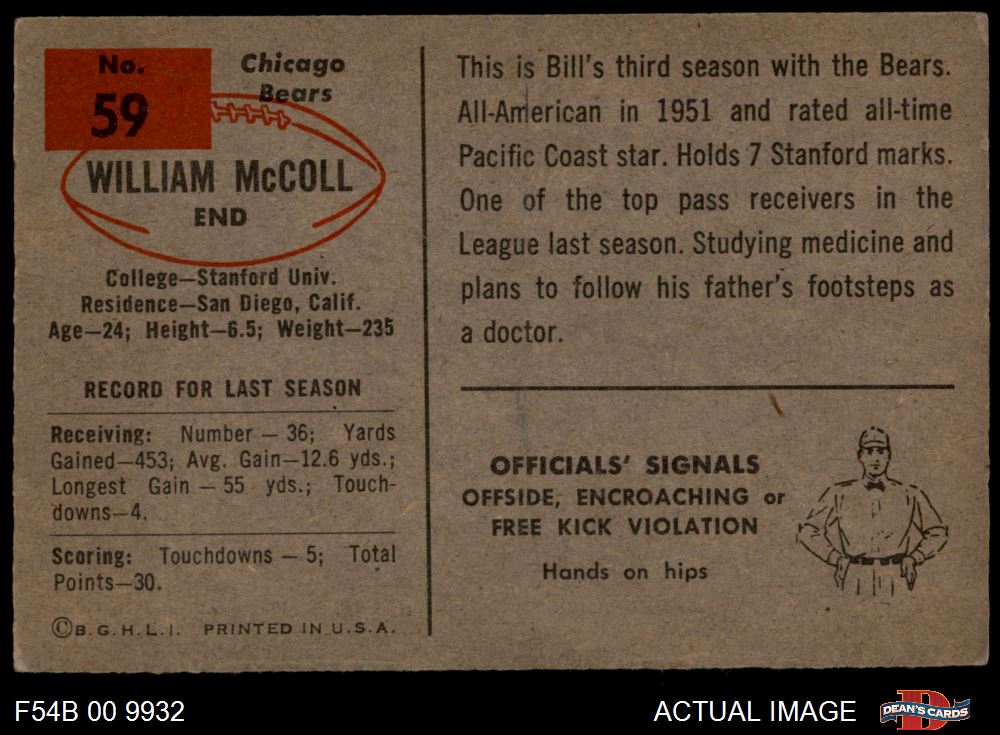 No.
59
Chicago
Bears
WILLIAM McCOLL
END
College—Stanford Univ.
Residence—San Diego, Calif.
Age—24; Height—6.5; Weight—235
RECORD FOR LAST SEASON
Receiving: Number — 36; Yards
Gained—453; Avg. Gain—12.6 yds.;
Longest Gain — 55 yds.; Touch-
downs—4.
Scoring: Touchdowns — 5; Total
Points—30.
©B.G.H.L.I. PRINTED IN U.S.A.
This is Bill's third season with the Bears.
All-American in 1951 and rated all-time
Pacific Coast star. Holds 7 Stanford marks.
One of the top pass receivers in the
League last season. Studying medicine and
plans to follow his father's footsteps as
a doctor.
OFFICIALS' SIGNALS
OFFSIDE, ENCROACHING or
FREE KICK VIOLATION
Hands on hips
F54B 00 9932
ACTUAL IMAGE
D
DEAN'S CARDS